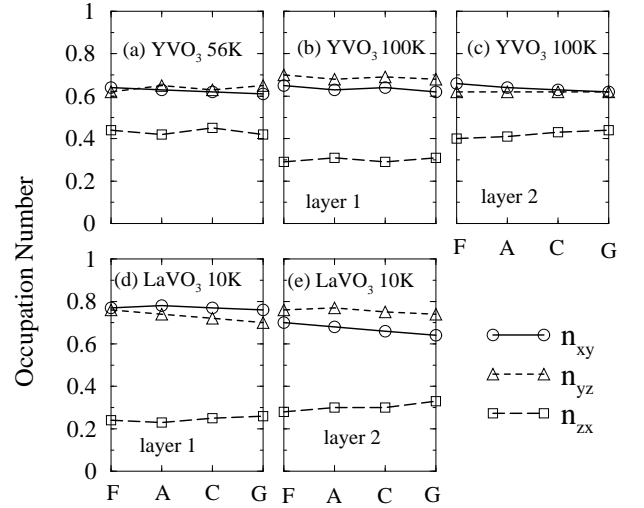 Occupation Number
1
0.8
0.6
0.4
0.2
0
(a) YVO3 56K
(b) YVO3 100K
layer 1
(c) YVO3 100K
layer 2
F A C G
1
0.8
0.6
0.4
0.2
0
(d) LaVO3 10K
layer 1
(e) LaVO3 10K
layer 2
F A C G F A C G
nxy
nyz
nzx